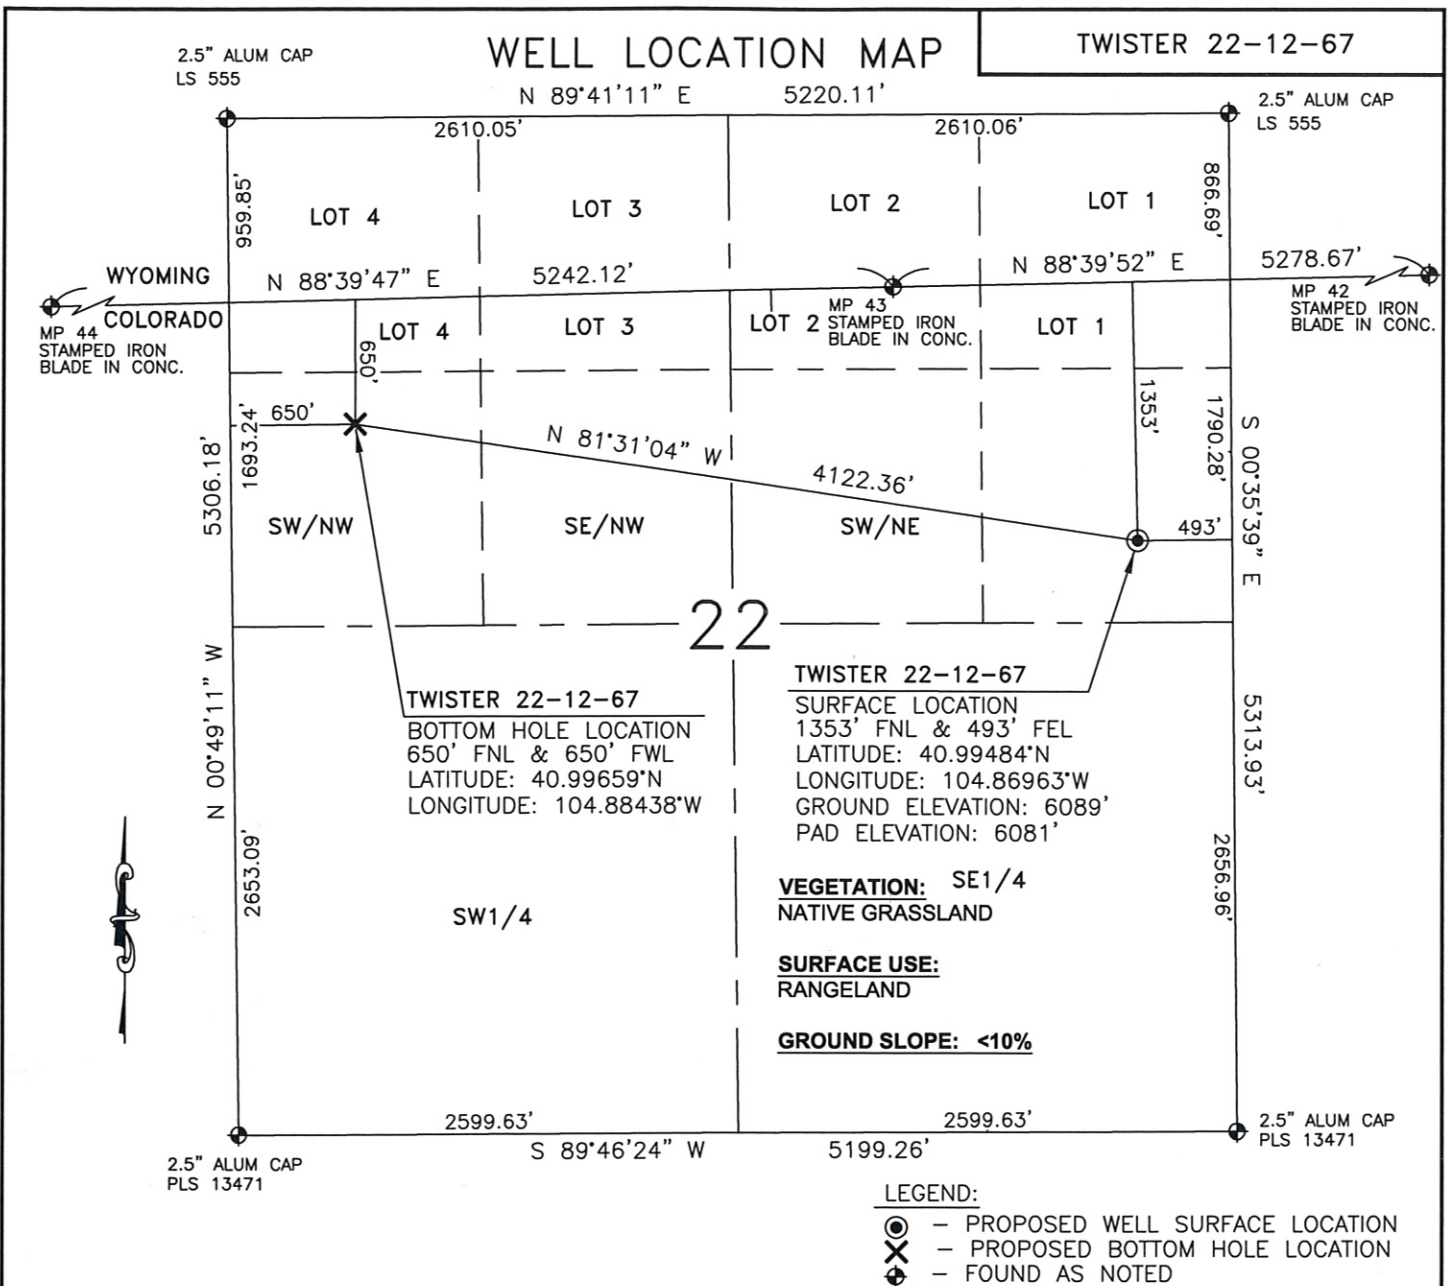 WELL LOCATION MAP
TWISTER 22-12-67
2.5" ALUM CAP
LS 555
N 89°41'11" E 5220.11'
2.5" ALUM CAP
LS 555
2610.05'
2610.06'
959.85'
866.69'
LOT 4
LOT 3
LOT 2
LOT 1
WYOMING
COLORADO
N 88°39'47" E 5242.12'
N 88°39'52" E 5278.67'
MP 44
STAMPED IRON
BLADE IN CONC.
MP 43
STAMPED IRON
BLADE IN CONC.
MP 42
STAMPED IRON
BLADE IN CONC.
LOT 4
LOT 3
LOT 2
LOT 1
650'
650'
1353'
493'
1693.24'
1790.28'
5306.18'
N 00°49'11" W
S 00°35'39" E
5313.93'
N 81°31'04" W
4122.36'
SW/NW
SE/NW
SW/NE
22
TWISTER 22-12-67
BOTTOM HOLE LOCATION
650' FNL & 650' FWL
LATITUDE: 40.99659°N
LONGITUDE: 104.88438°W
TWISTER 22-12-67
SURFACE LOCATION
1353' FNL & 493' FEL
LATITUDE: 40.99484°N
LONGITUDE: 104.86963°W
GROUND ELEVATION: 6089'
PAD ELEVATION: 6081'
2653.09'
2656.96'
SW1/4
SE1/4
VEGETATION:
NATIVE GRASSLAND
SURFACE USE:
RANGELAND
GROUND SLOPE: <10%
2599.63'
2599.63'
S 89°46'24" W 5199.26'
2.5" ALUM CAP
PLS 13471
2.5" ALUM CAP
PLS 13471
LEGEND:
- PROPOSED WELL SURFACE LOCATION
- PROPOSED BOTTOM HOLE LOCATION
- FOUND AS NOTED